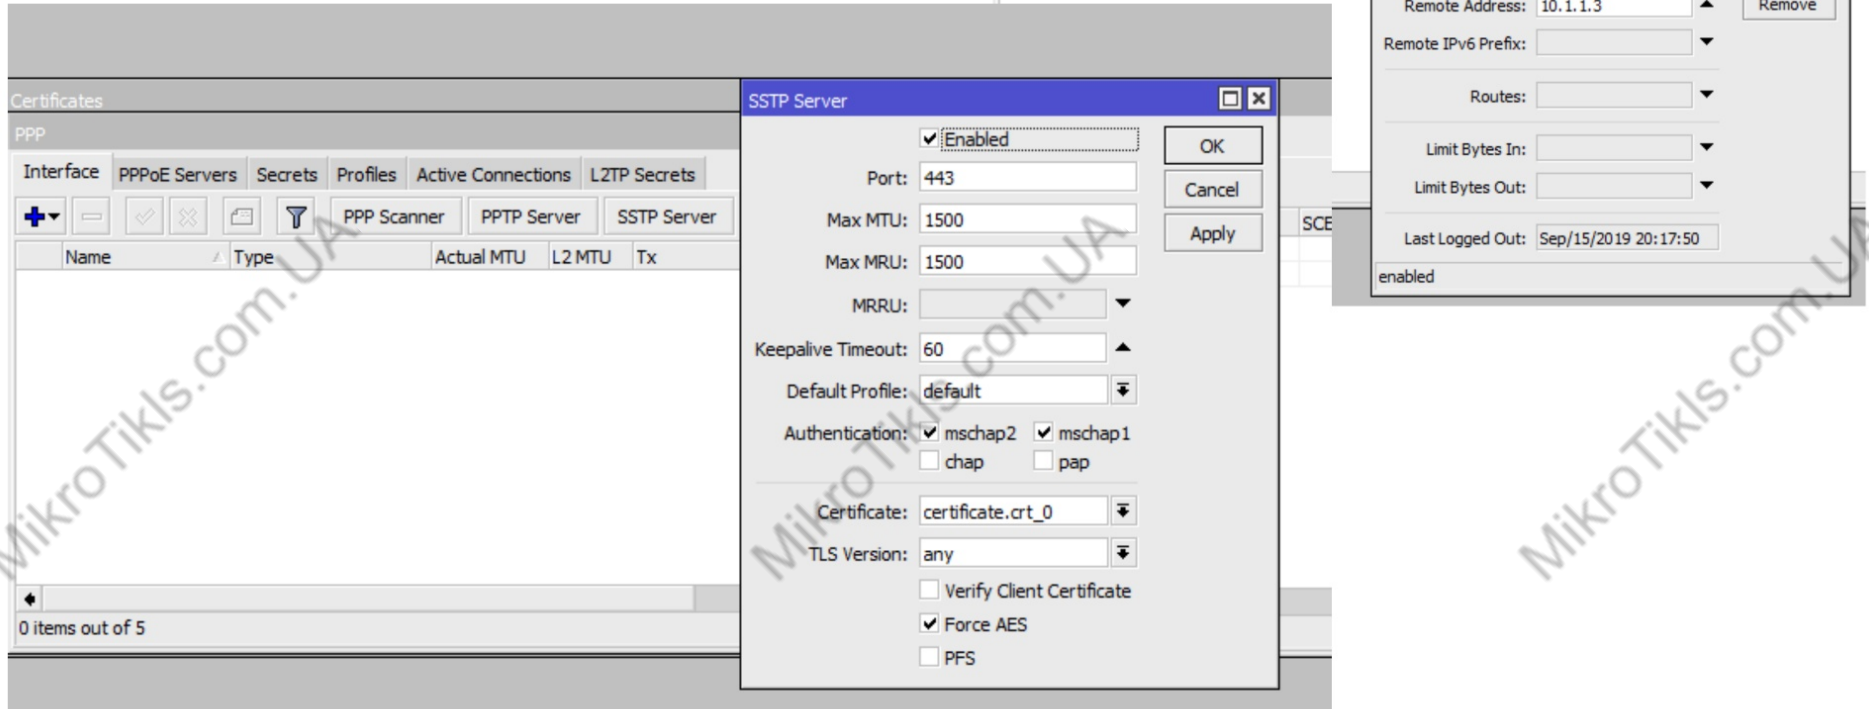 Certificates
PPP
Interface PPPoE Servers Secrets Profiles Active Connections L2TP Secrets
PPP Scanner PPTP Server SSTP Server
Name Type Actual MTU L2 MTU Tx
0 items out of 5
SSTP Server
Enabled
OK
Port: 443
Cancel
Max MTU: 1500
Apply
Max MRU: 1500
MRRU:
Keepalive Timeout: 60
Default Profile: default
Authentication: mschap2 mschap1
chap pap
Certificate: certificate.crt_0
TLS Version: any
Verify Client Certificate
Force AES
PFS
SCE
Remote Address: 10.1.1.3 Remove
Remote IPv6 Prefix:
Routes:
Limit Bytes In:
Limit Bytes Out:
Last Logged Out: Sep/15/2019 20:17:50
enabled
MikroTikls.com.UA
MikroTikls.com.UA
MikroTikls.com.UA